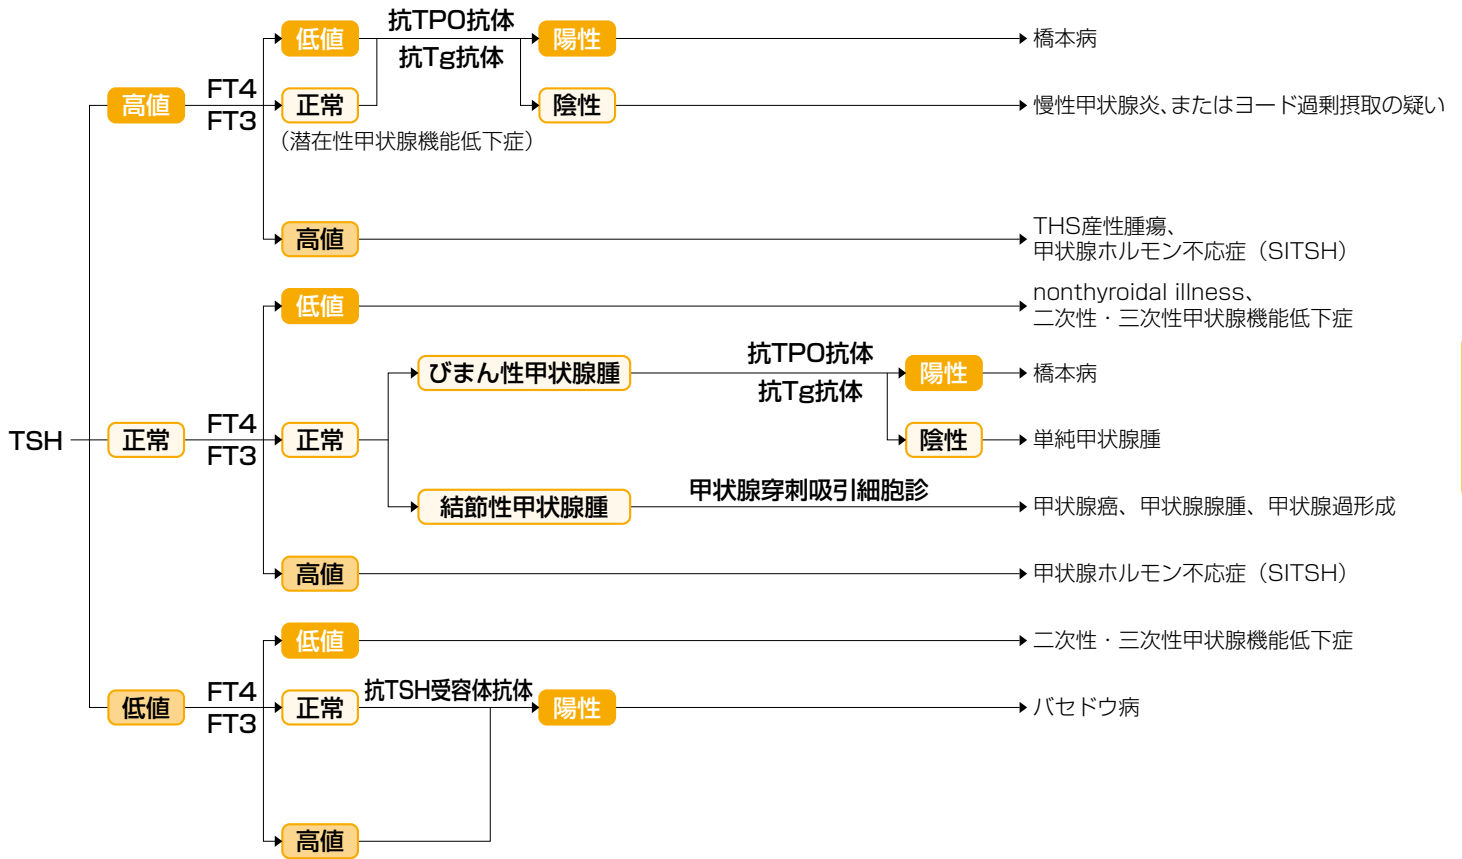 抗TPO抗体
低値
陽性
橋本病
抗Tg抗体
FT4
高値
正常
陰性
慢性甲状腺炎、またはヨード過剰摂取の疑い
FT3
（潜在性甲状腺機能低下症）
高値
THS産性腫瘍、
甲状腺ホルモン不応症（SITSH）
低値
nonthyroidal illness、
二次性・三次性甲状腺機能低下症
抗TPO抗体
びまん性甲状腺腫
陽性
橋本病
抗Tg抗体
FT4
TSH
正常
正常
陰性
単純甲状腺腫
FT3
甲状腺穿刺吸引細胞診
結節性甲状腺腫
甲状腺癌、甲状腺腺腫、甲状腺過形成
高値
甲状腺ホルモン不応症（SITSH）
低値
二次性・三次性甲状腺機能低下症
FT4
抗TSH受容体抗体
低値
正常
陽性
バセドウ病
FT3
高値